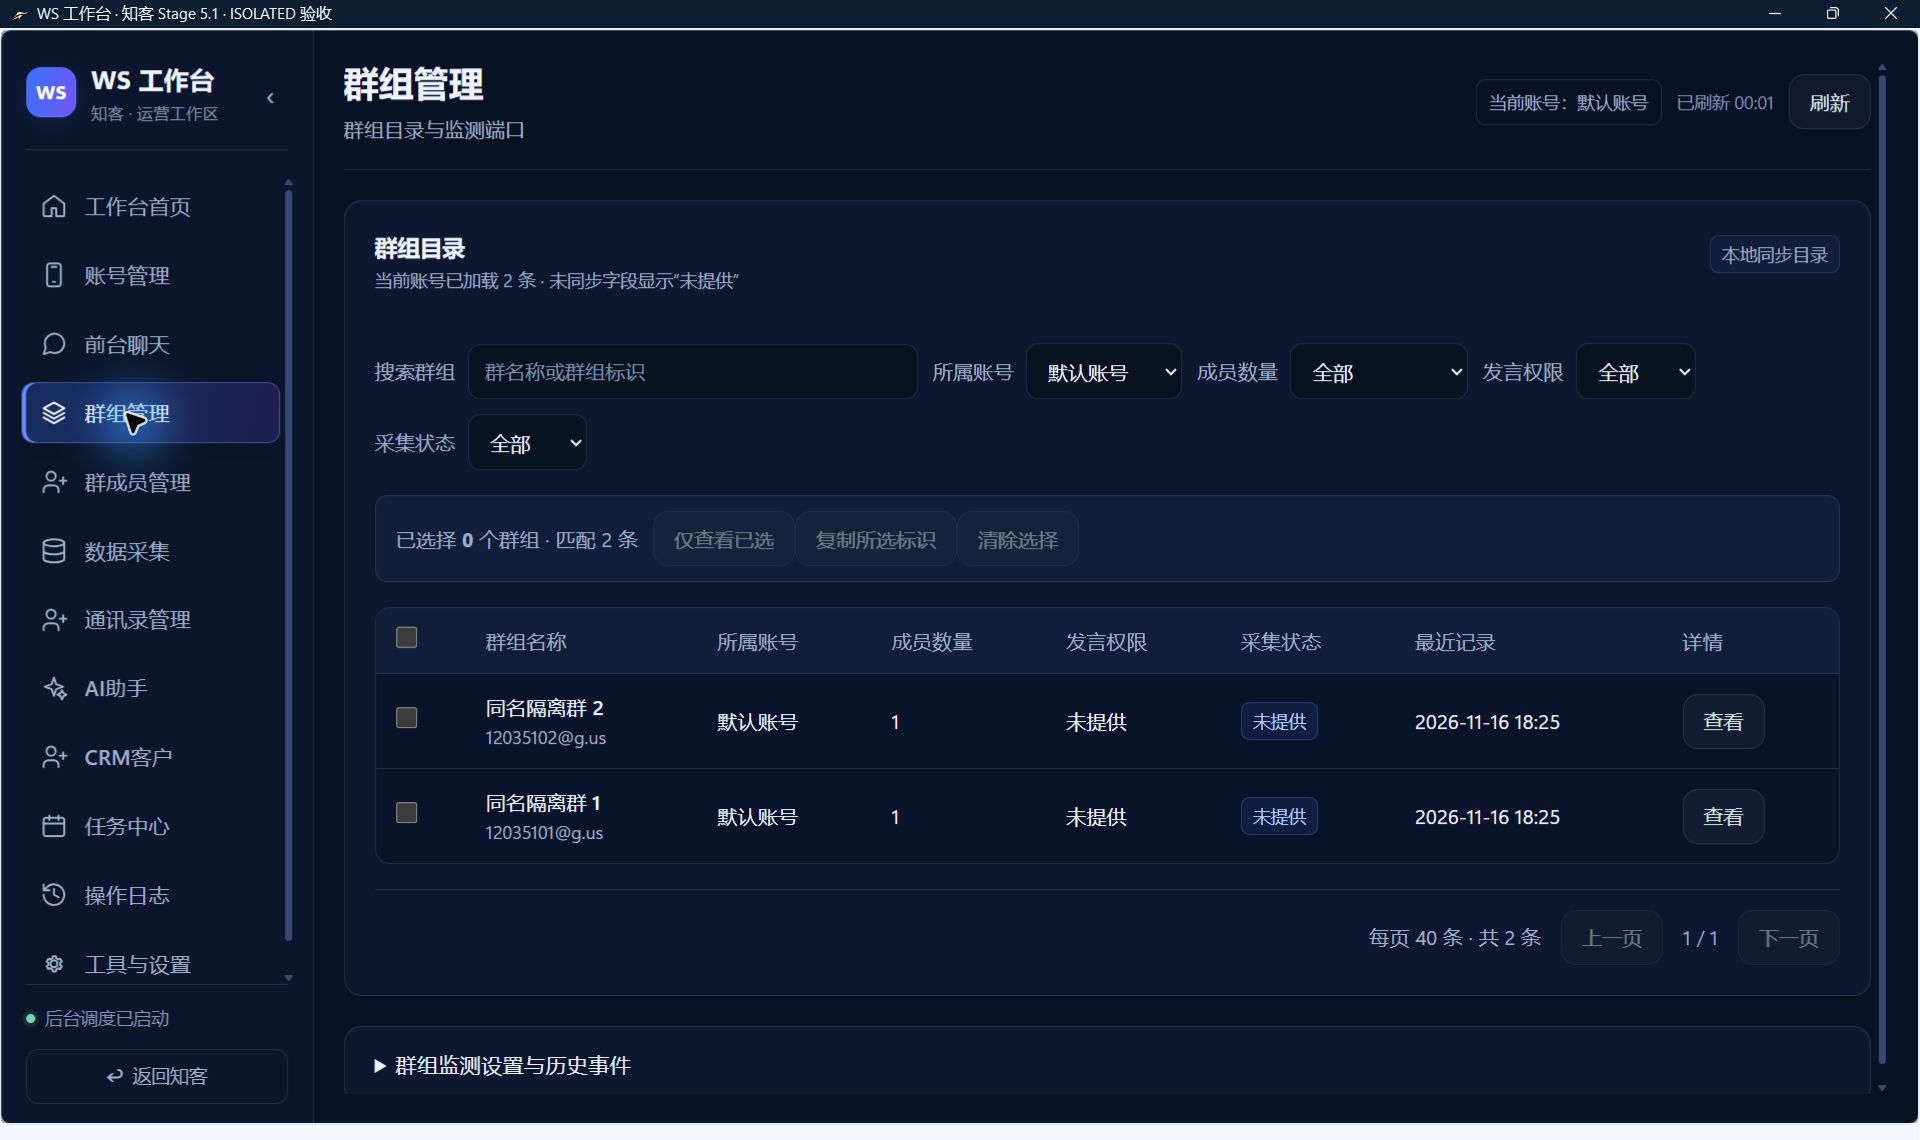 WS 工作台 · 知客 Stage 5.1 · ISOLATED 验收
WS
WS 工作台
知客 · 运营工作区
工作台首页
账号管理
前台聊天
群组管理
群成员管理
数据采集
通讯录管理
AI助手
CRM客户
任务中心
操作日志
工具与设置
后台调度已启动
返回知客
群组管理
群组目录与监测端口
当前账号：默认账号
已刷新 00:01
刷新
群组目录
当前账号已加载 2 条 · 未同步字段显示“未提供”
本地同步目录
搜索群组 群名称或群组标识 所属账号 默认账号 成员数量 全部 发言权限 全部
采集状态 全部
已选择 0 个群组 · 匹配 2 条 仅查看已选 复制所选标识 清除选择
群组名称 所属账号 成员数量 发言权限 采集状态 最近记录 详情
同名隔离群 2
12035102@g.us
默认账号 1 未提供 未提供 2026-11-16 18:25 查看
同名隔离群 1
12035101@g.us
默认账号 1 未提供 未提供 2026-11-16 18:25 查看
每页 40 条 · 共 2 条 上一页 1 / 1 下一页
群组监测设置与历史事件